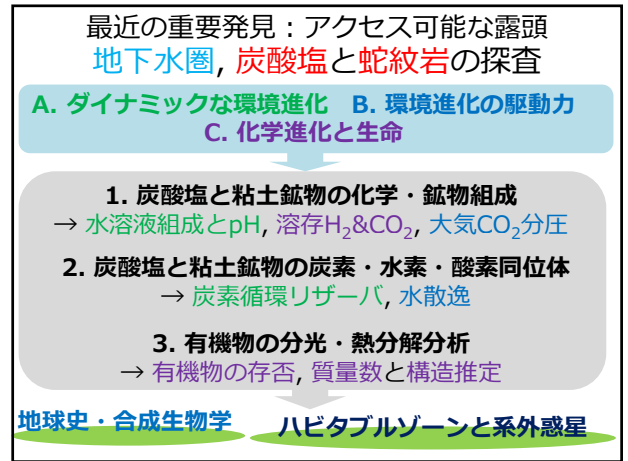 最近の重要発見：アクセス可能な露頭
地下水圏, 炭酸塩と蛇紋岩の探査
A. ダイナミックな環境進化　B. 環境進化の駆動力
C. 化学進化と生命
1. 炭酸塩と粘土鉱物の化学・鉱物組成
→ 水溶液組成とpH, 溶存H₂&CO₂, 大気CO₂分圧
2. 炭酸塩と粘土鉱物の炭素・水素・酸素同位体
→ 炭素循環リザーバ, 水散逸
3. 有機物の分光・熱分解分析
→ 有機物の存否, 質量数と構造推定
地球史・合成生物学
ハビタブルゾーンと系外惑星